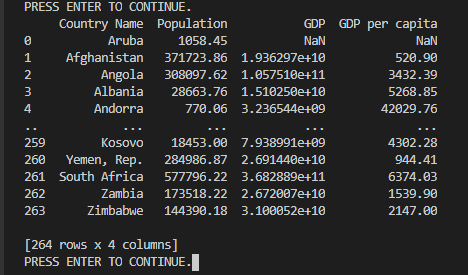 PRESS ENTER TO CONTINUE.
Country Name Population GDP GDP per capita
0 Aruba 1058.45 NaN NaN
1 Afghanistan 371723.86 1.936297e+10 520.90
2 Angola 308097.62 1.057510e+11 3432.39
3 Albania 28663.76 1.510250e+10 5268.85
4 Andorra 770.06 3.236544e+09 42029.76
.. ... ... ... ...
259 Kosovo 18453.00 7.938991e+09 4302.28
260 Yemen, Rep. 284986.87 2.691440e+10 944.41
261 South Africa 577796.22 3.682889e+11 6374.03
262 Zambia 173518.22 2.672007e+10 1539.90
263 Zimbabwe 144390.18 3.100052e+10 2147.00
[264 rows x 4 columns]
PRESS ENTER TO CONTINUE.